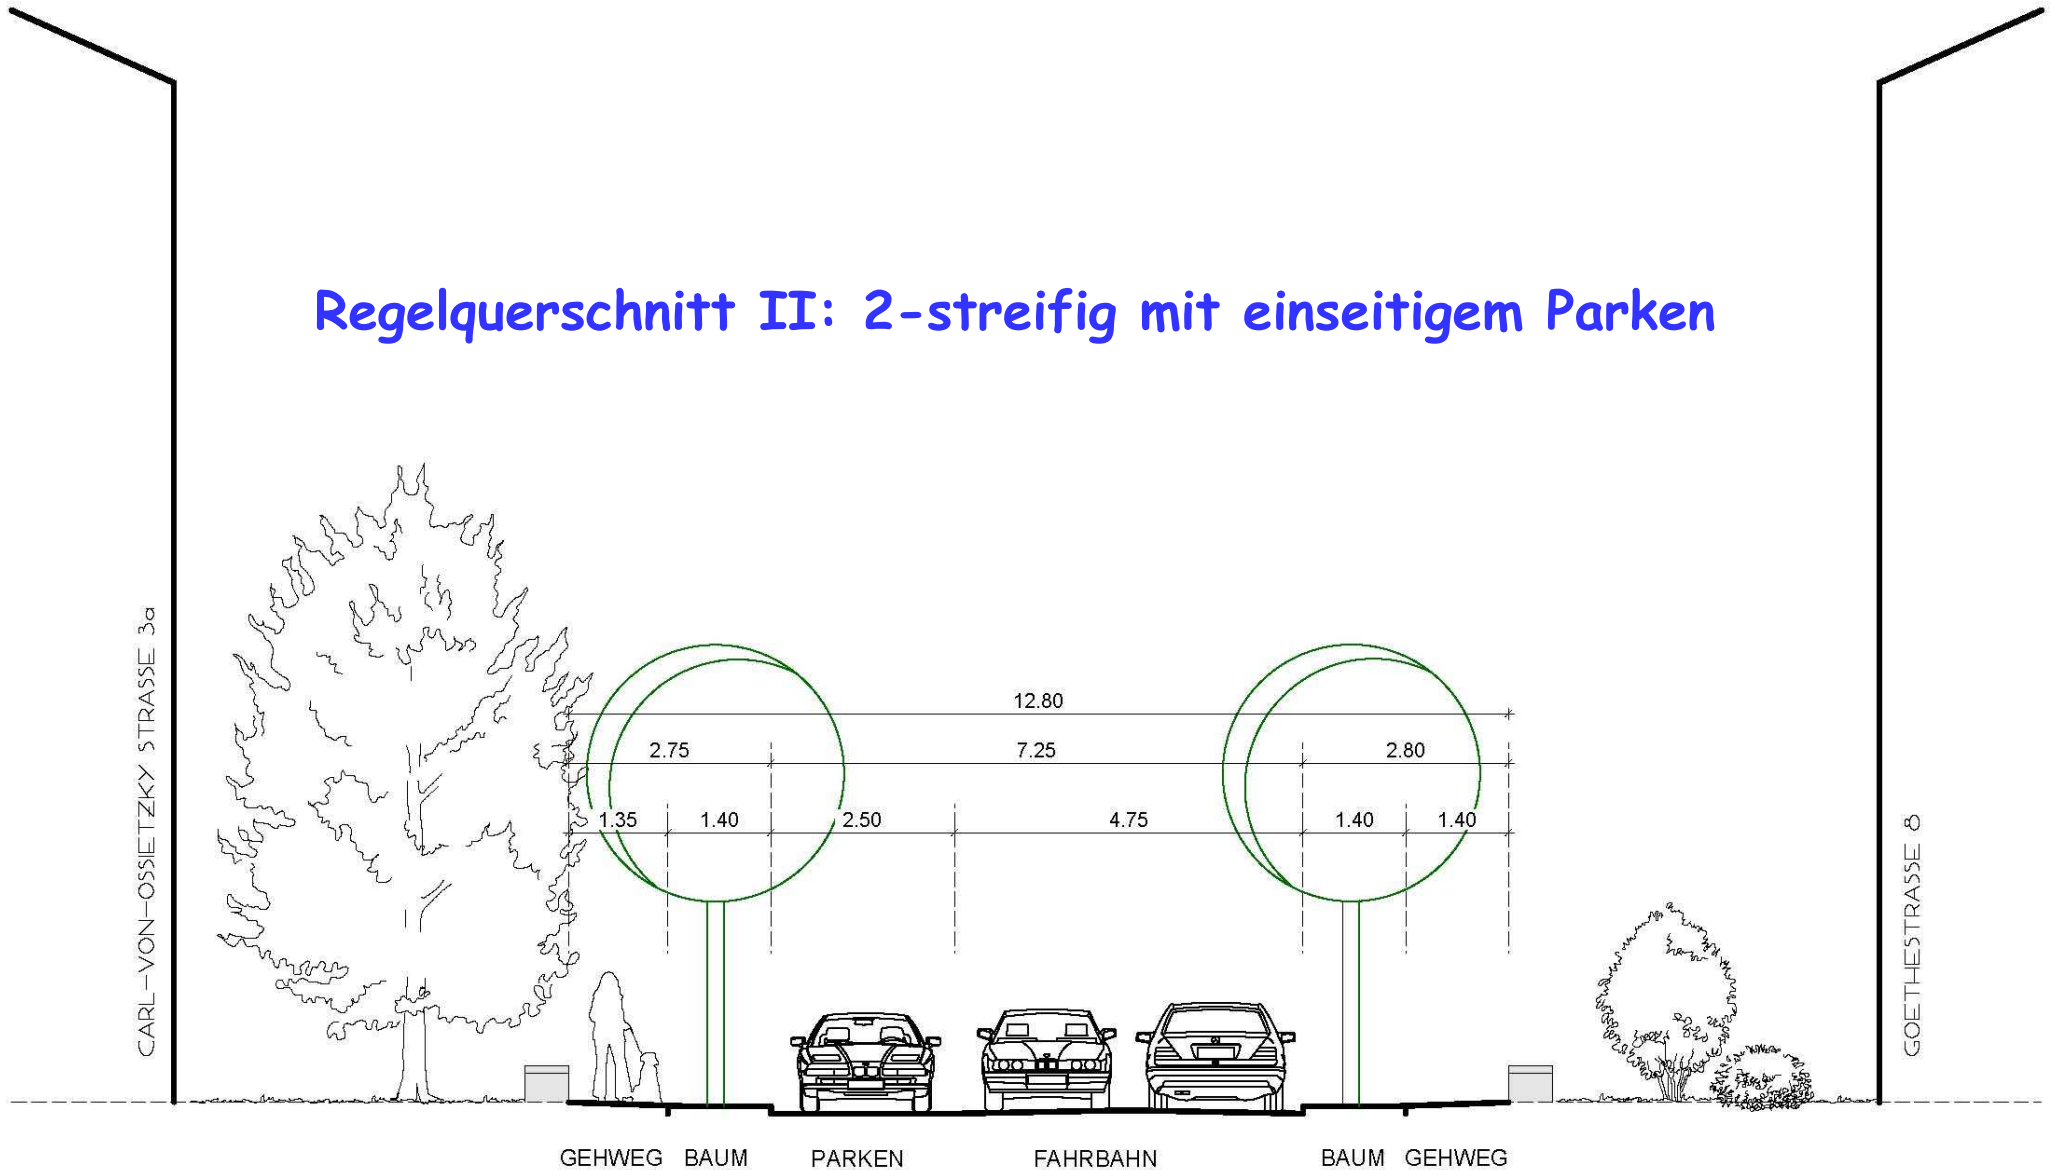 Regelquerschnitt II: 2-streifig mit einseitigem Parken
CARL-VON-OSSIETZKY STRASSE 3a
12.80
2.75 7.25 2.80
1.35 1.40 2.50 4.75 1.40 1.40
GOETHESTRASSE 8
GEHWEG BAUM PARKEN FAHRBAHN BAUM GEHWEG